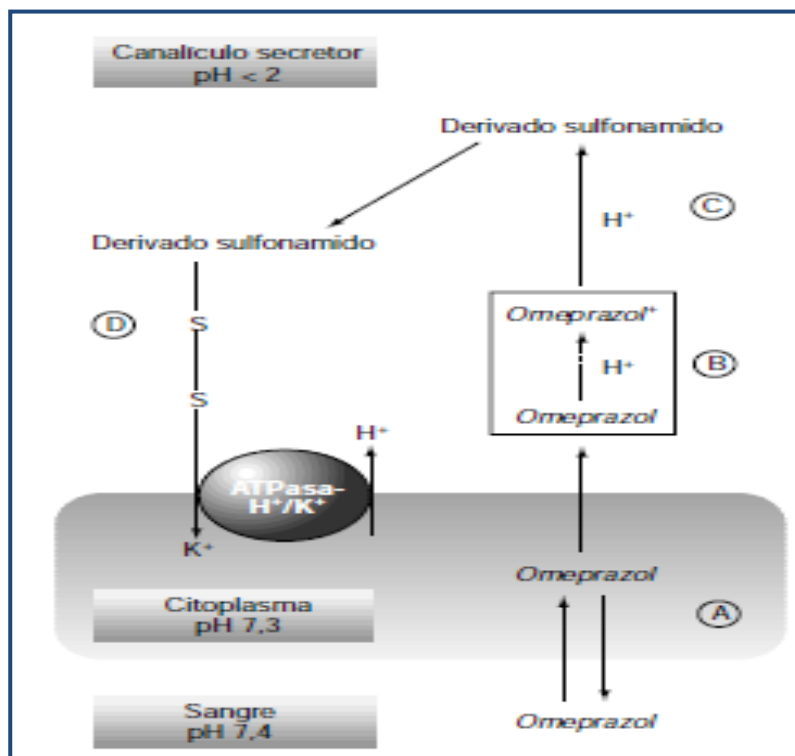 Canalículo secretor
pH < 2
Derivado sulfonamido
H⁺
C
Derivado sulfonamido
D
S
Omeprazol⁺
H⁺
B
S
Omeprazol
H⁺
ATPasa-
H⁺/K⁺
K⁺
Omeprazol
Citoplasma
pH 7,3
A
Sangre
pH 7,4
Omeprazol